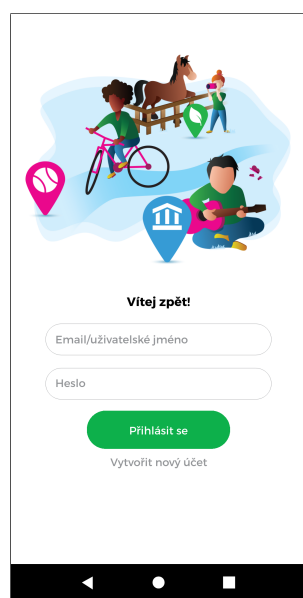 Vítej zpět!
Email/uživatelské jméno
Heslo
Přihlásit se
Vytvořit nový účet